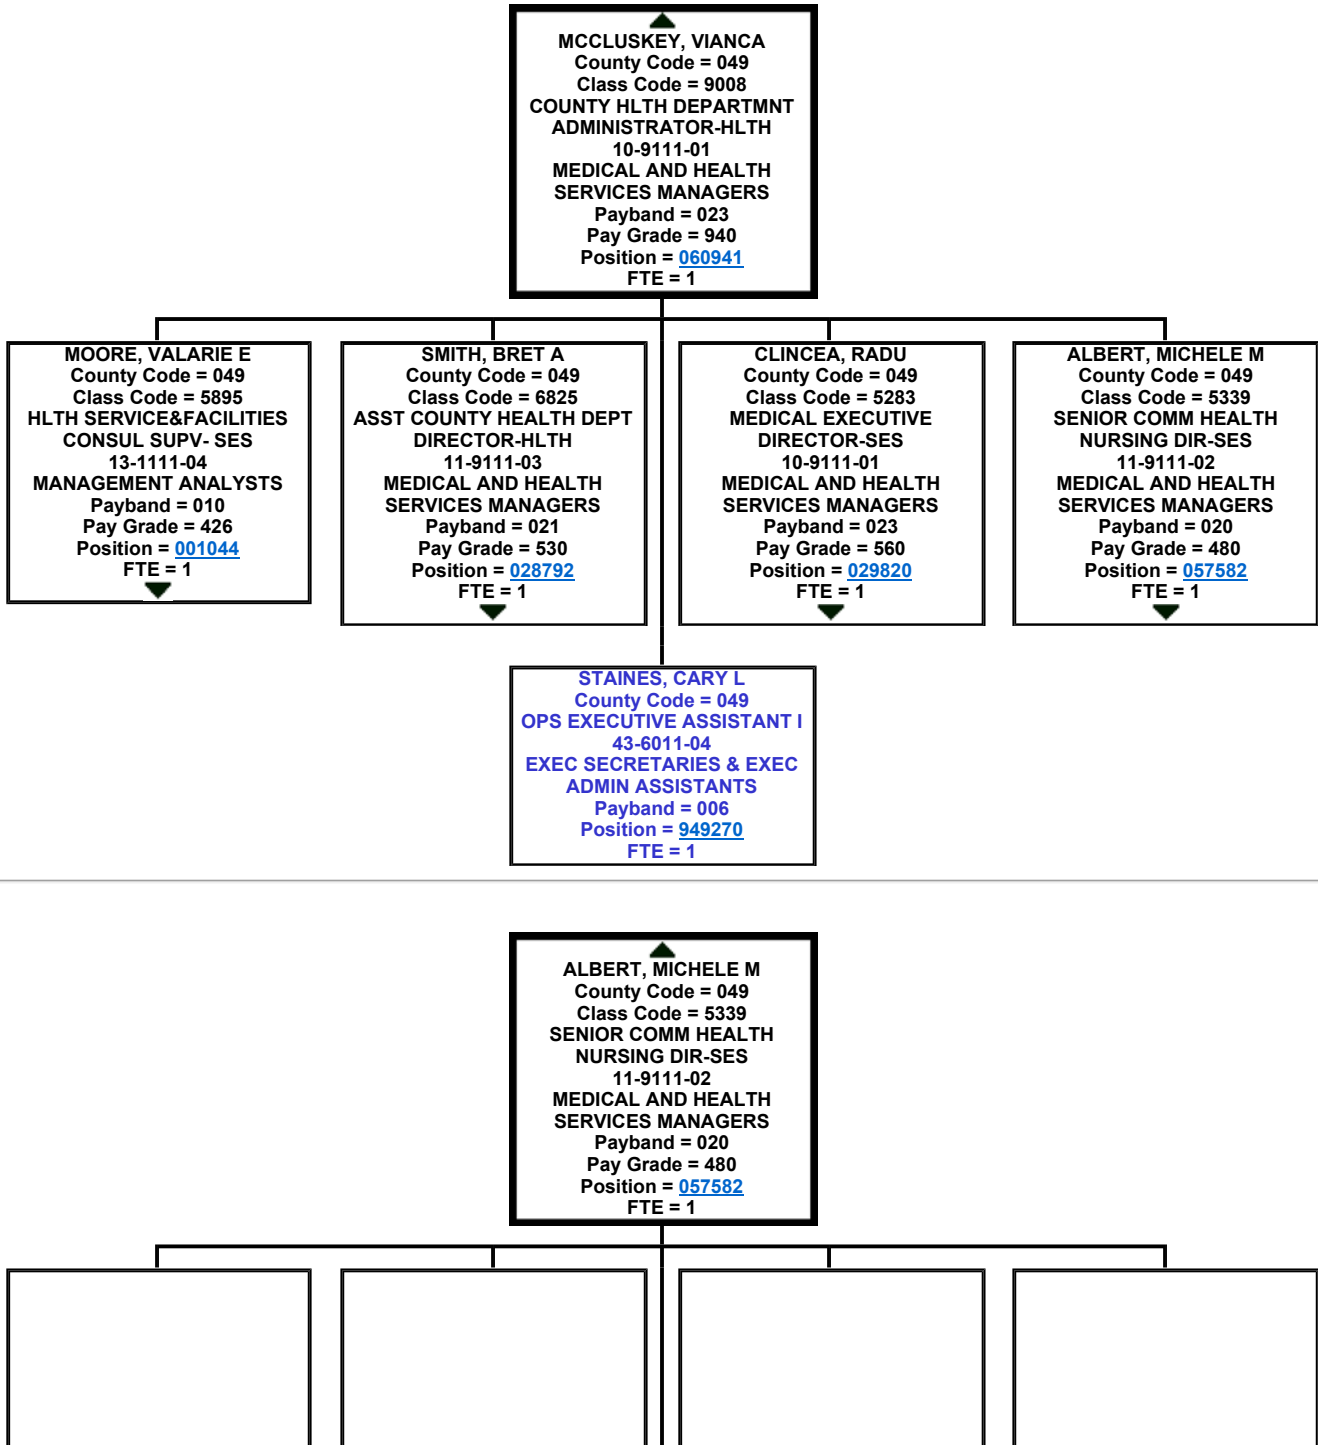 MCCLUSKEY, VIANCA
County Code = 049
Class Code = 9008
COUNTY HLTH DEPARTMNT
ADMINISTRATOR-HLTH
10-9111-01
MEDICAL AND HEALTH
SERVICES MANAGERS
Payband = 023
Pay Grade = 940
Position = 060941
FTE = 1
MOORE, VALARIE E
County Code = 049
Class Code = 5895
HLTH SERVICE&FACILITIES
CONSUL SUPV- SES
13-1111-04
MANAGEMENT ANALYSTS
Payband = 010
Pay Grade = 426
Position = 001044
FTE = 1
SMITH, BRET A
County Code = 049
Class Code = 6825
ASST COUNTY HEALTH DEPT
DIRECTOR-HLTH
11-9111-03
MEDICAL AND HEALTH
SERVICES MANAGERS
Payband = 021
Pay Grade = 530
Position = 028792
FTE = 1
CLINCEA, RADU
County Code = 049
Class Code = 5283
MEDICAL EXECUTIVE
DIRECTOR-SES
10-9111-01
MEDICAL AND HEALTH
SERVICES MANAGERS
Payband = 023
Pay Grade = 560
Position = 029820
FTE = 1
ALBERT, MICHELE M
County Code = 049
Class Code = 5339
SENIOR COMM HEALTH
NURSING DIR-SES
11-9111-02
MEDICAL AND HEALTH
SERVICES MANAGERS
Payband = 020
Pay Grade = 480
Position = 057582
FTE = 1
STAINES, CARY L
County Code = 049
OPS EXECUTIVE ASSISTANT I
43-6011-04
EXEC SECRETARIES & EXEC
ADMIN ASSISTANTS
Payband = 006
Position = 949270
FTE = 1
ALBERT, MICHELE M
County Code = 049
Class Code = 5339
SENIOR COMM HEALTH
NURSING DIR-SES
11-9111-02
MEDICAL AND HEALTH
SERVICES MANAGERS
Payband = 020
Pay Grade = 480
Position = 057582
FTE = 1